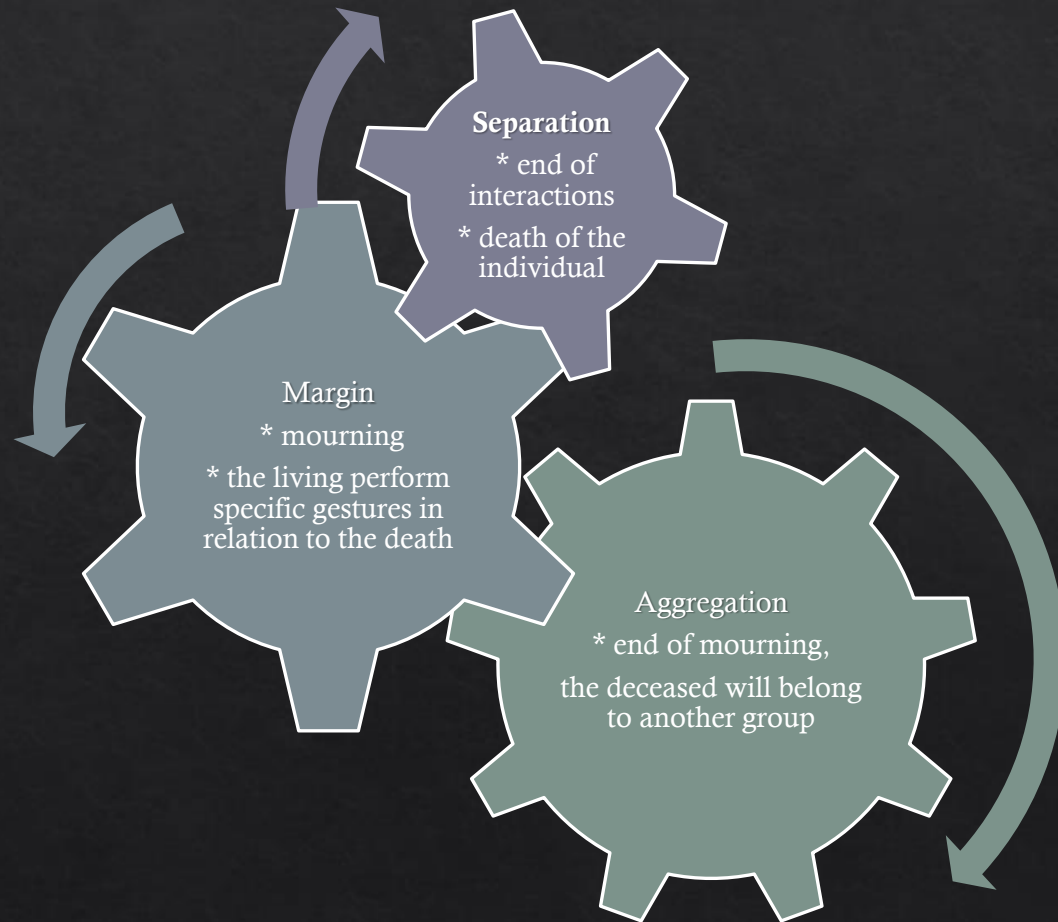 Separation
* end of
interactions
* death of the
individual
Margin
* mourning
* the living perform
specific gestures in
relation to the death
Aggregation
* end of mourning,
the deceased will belong
to another group